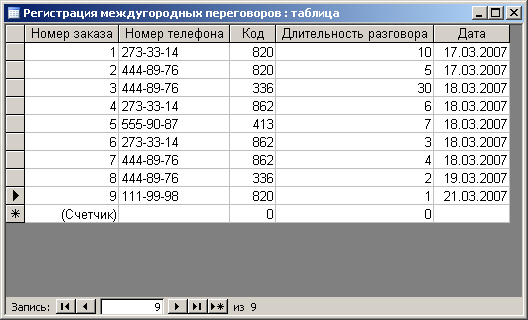 Регистрация междугородных переговоров : таблица
Номер заказа Номер телефона Код Длительность разговора Дата
1 273-33-14 820 10 17.03.2007
2 444-89-76 820 5 17.03.2007
3 444-89-76 336 30 18.03.2007
4 273-33-14 862 6 18.03.2007
5 555-90-87 413 7 18.03.2007
6 273-33-14 862 3 18.03.2007
7 444-89-76 862 4 18.03.2007
8 444-89-76 336 2 19.03.2007
9 111-99-98 820 1 21.03.2007
(Счетчик) 0 0
Запись: 9 из 9